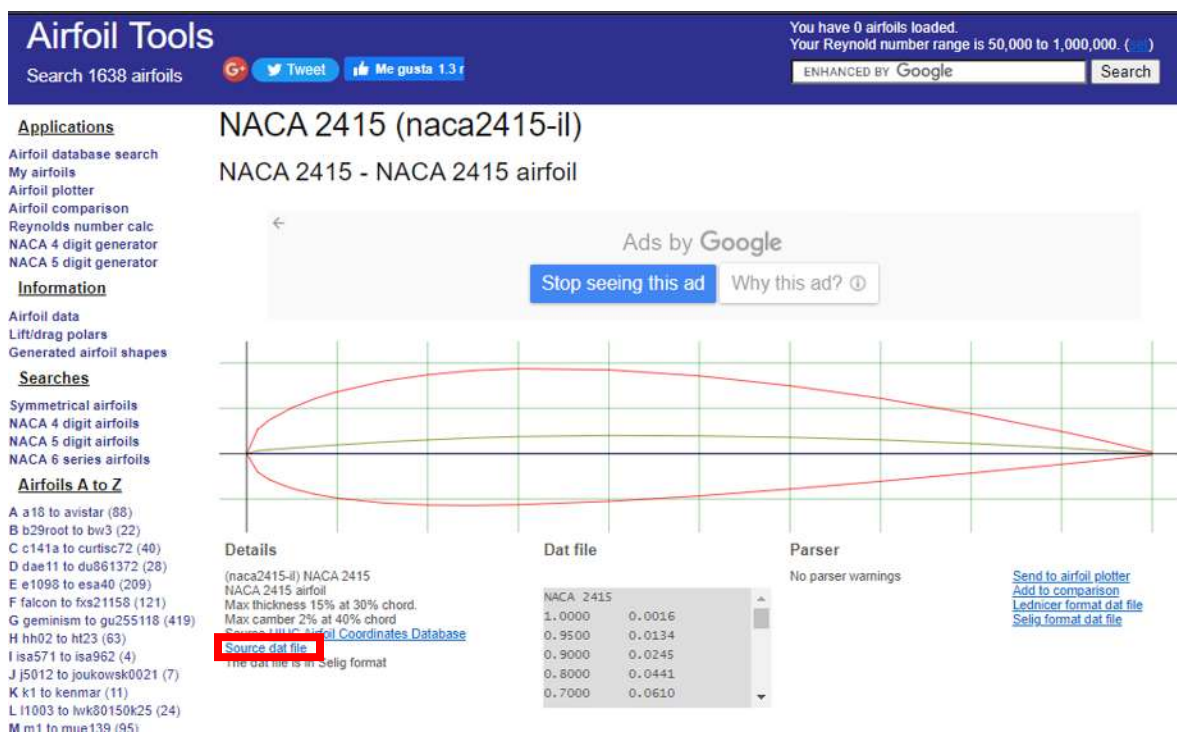 Airfoil Tools
Search 1638 airfoils
G+ Tweet Me gusta 1.3
You have 0 airfoils loaded.
Your Reynold number range is 50,000 to 1,000,000. (set)
ENHANCED BY Google Search
Applications
Airfoil database search
My airfoils
Airfoil plotter
Airfoil comparison
Reynolds number calc
NACA 4 digit generator
NACA 5 digit generator
Information
Airfoil data
Lift/drag polars
Generated airfoil shapes
Searches
Symmetrical airfoils
NACA 4 digit airfoils
NACA 5 digit airfoils
NACA 6 series airfoils
Airfoils A to Z
A a18 to avistar (88)
B b29root to bw3 (22)
C c141a to curtisc72 (40)
D dae11 to du861372 (28)
E e1098 to esa40 (209)
F falcon to fxs21158 (121)
G geminism to gu255118 (419)
H hh02 to ht23 (63)
I isa571 to isa962 (4)
J j5012 to joukowsk0021 (7)
K k1 to kenmar (11)
L l1003 to lwk80150k25 (24)
M m1 to mue139 (95)
NACA 2415 (naca2415-il)
NACA 2415 - NACA 2415 airfoil
Ads by Google
Stop seeing this ad Why this ad?
Details
(naca2415-il) NACA 2415
NACA 2415 airfoil
Max thickness 15% at 30% chord.
Max camber 2% at 40% chord
Source UIUC Airfoil Coordinates Database
Source dat file
The dat file is in Selig format
Dat file
NACA 2415
1.0000 0.0016
0.9500 0.0134
0.9000 0.0245
0.8000 0.0441
0.7000 0.0610
Parser
No parser warnings
Send to airfoil plotter
Add to comparison
Lednicer format dat file
Selig format dat file